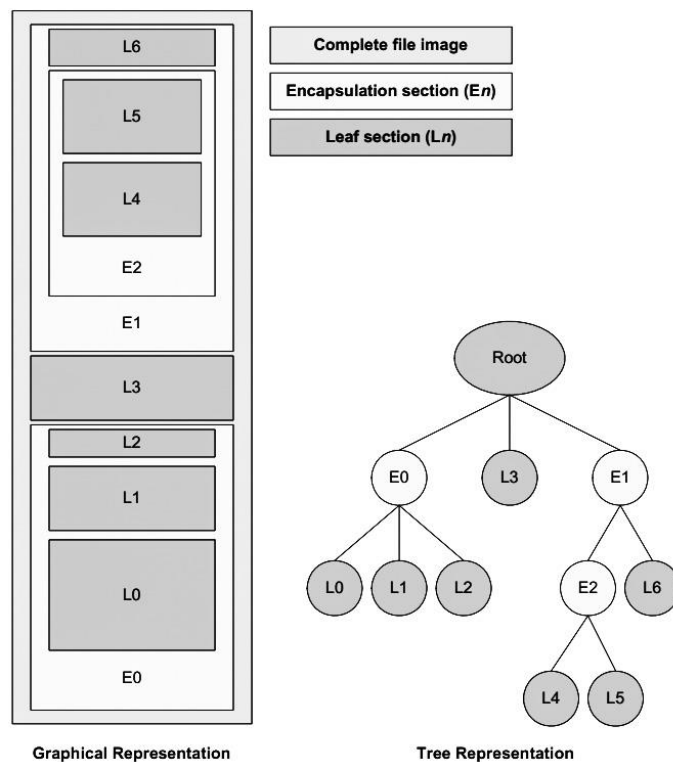 L6
L5
L4
E2
E1
L3
L2
L1
L0
E0
Graphical Representation
Complete file image
Encapsulation section (En)
Leaf section (Ln)
Root
E0
L3
E1
L0
L1
L2
E2
L6
L4
L5
Tree Representation